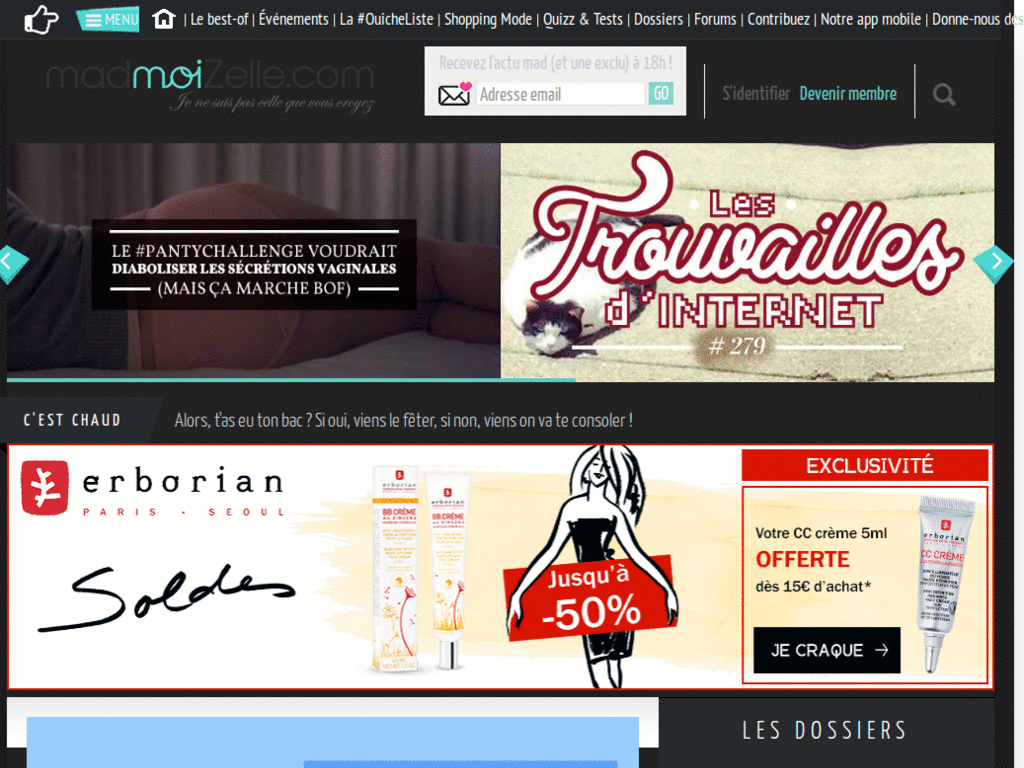 MENU | Le best-of | Événements | La #OuicheListe | Shopping Mode | Quizz & Tests | Dossiers | Forums | Contribuez | Notre app mobile | Donne-nous des
madmoiZelle.com
Je ne suis pas celle que vous croyez
Recevez l'actu mad (et une exclu) à 18h !
Adresse email GO
S'identifier Devenir membre
LE #PANTYCHALLENGE VOUDRAIT
DIABOLISER LES SÉCRÉTIONS VAGINALES
(MAIS ÇA MARCHE BOF)
Les
Trouvailles
d'INTERNET
# 279
C'EST CHAUD
Alors, t'as eu ton bac ? Si oui, viens le fêter, si non, viens on va te consoler !
erborian
PARIS · SEOUL
Soldes
erborian
BB CRÈME
AU GINSENG
BB CRÈME
AU GINSENG
Jusqu'à
-50%
EXCLUSIVITÉ
Votre CC crème 5ml
OFFERTE
dès 15€ d'achat*
JE CRAQUE →
erborian
CC CRÈME
LES DOSSIERS